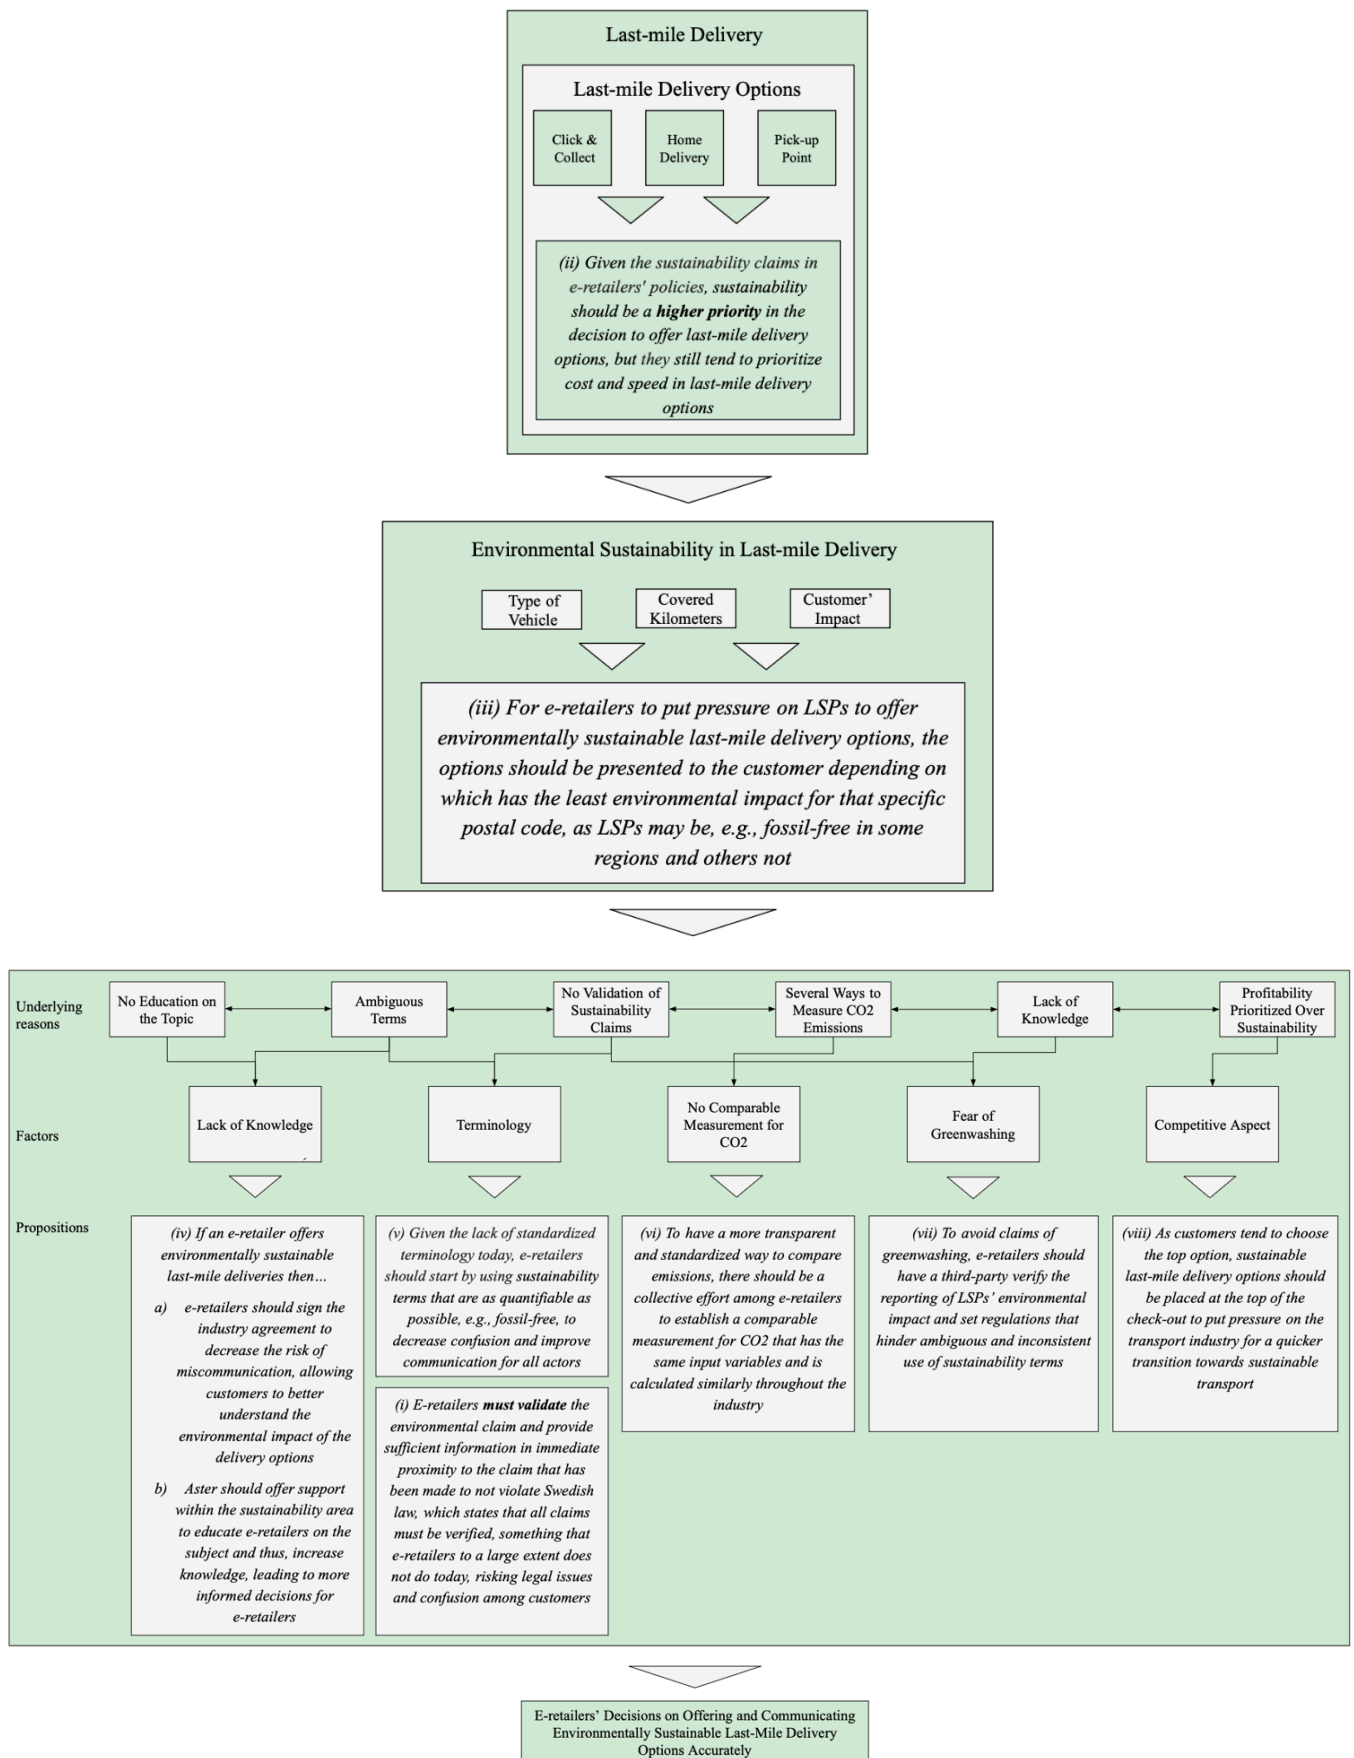 Last-mile Delivery
Last-mile Delivery Options
Click &
Collect
Home
Delivery
Pick-up
Point
(ii) Given the sustainability claims in
e-retailers' policies, sustainability
should be a higher priority in the
decision to offer last-mile delivery
options, but they still tend to prioritize
cost and speed in last-mile delivery
options
Environmental Sustainability in Last-mile Delivery
Type of
Vehicle
Covered
Kilometers
Customer’
Impact
(iii) For e-retailers to put pressure on LSPs to offer
environmentally sustainable last-mile delivery options, the
options should be presented to the customer depending on
which has the least environmental impact for that specific
postal code, as LSPs may be, e.g., fossil-free in some
regions and others not
Underlying
reasons
No Education on
the Topic
Ambiguous
Terms
No Validation of
Sustainability
Claims
Several Ways to
Measure CO2
Emissions
Lack of
Knowledge
Profitability
Prioritized Over
Sustainability
Factors
Lack of Knowledge
Terminology
No Comparable
Measurement for
CO2
Fear of
Greenwashing
Competitive Aspect
Propositions
(iv) If an e-retailer offers
environmentally sustainable
last-mile deliveries then…
a) e-retailers should sign the
industry agreement to
decrease the risk of
miscommunication, allowing
customers to better
understand the
environmental impact of the
delivery options
b) Aster should offer support
within the sustainability area
to educate e-retailers on the
subject and thus, increase
knowledge, leading to more
informed decisions for
e-retailers
(v) Given the lack of standardized
terminology today, e-retailers
should start by using sustainability
terms that are as quantifiable as
possible, e.g., fossil-free, to
decrease confusion and improve
communication for all actors
(i) E-retailers must validate the
environmental claim and provide
sufficient information in immediate
proximity to the claim that has
been made to not violate Swedish
law, which states that all claims
must be verified, something that
e-retailers to a large extent does
not do today, risking legal issues
and confusion among customers
(vi) To have a more transparent
and standardized way to compare
emissions, there should be a
collective effort among e-retailers
to establish a comparable
measurement for CO2 that has the
same input variables and is
calculated similarly throughout the
industry
(vii) To avoid claims of
greenwashing, e-retailers should
have a third-party verify the
reporting of LSPs’ environmental
impact and set regulations that
hinder ambiguous and inconsistent
use of sustainability terms
(viii) As customers tend to choose
the top option, sustainable
last-mile delivery options should
be placed at the top of the
check-out to put pressure on the
transport industry for a quicker
transition towards sustainable
transport
E-retailers’ Decisions on Offering and Communicating
Environmentally Sustainable Last-Mile Delivery
Options Accurately